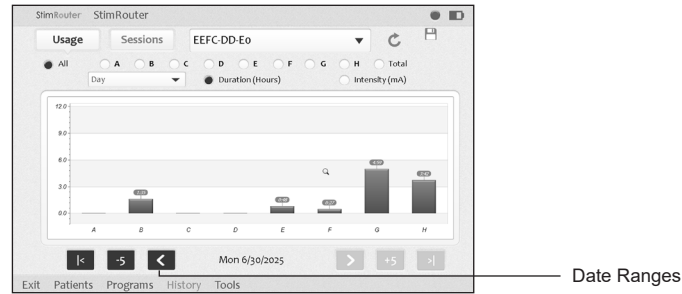 StimRouter StimRouter
Usage Sessions EEFC-DD-E0
All A B C D E F G H Total
Day Duration (Hours) Intensity (mA)
12.0
9.0
6.0
3.0
0.0
A B C D E F G H
|< -5 < Mon 6/30/2025 > +5 >|
Date Ranges
Exit Patients Programs History Tools